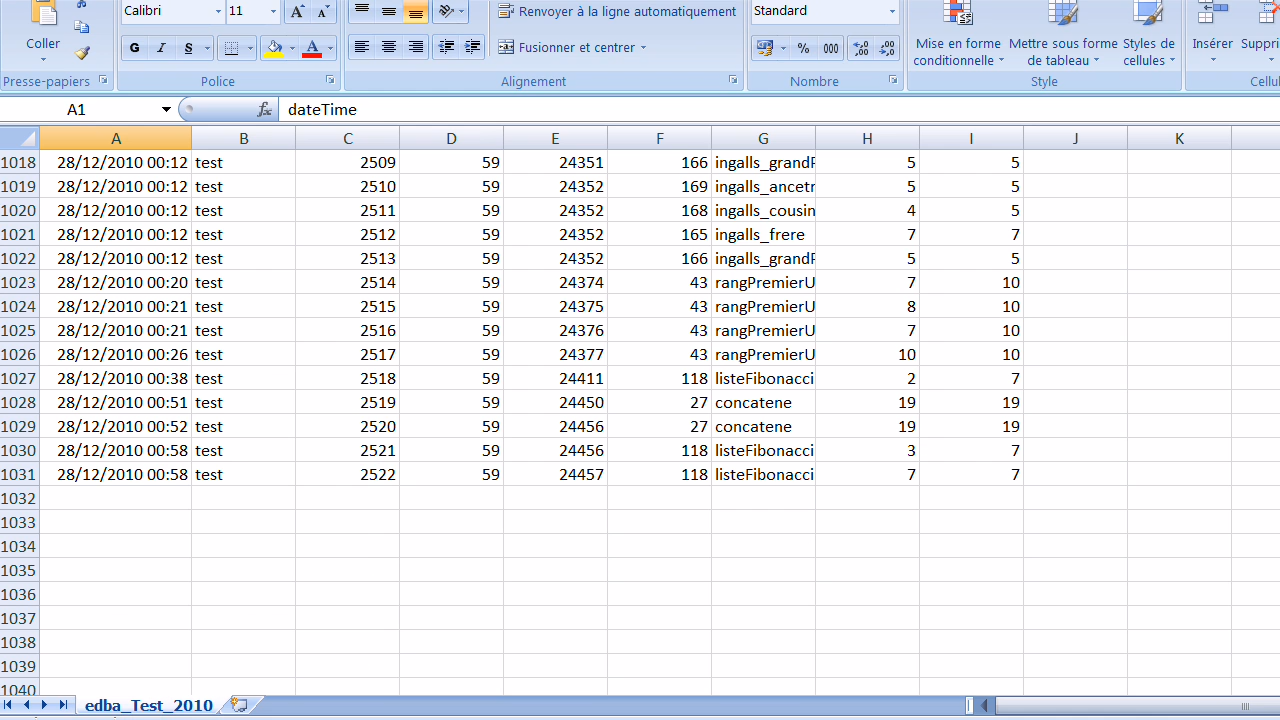 Calibri 11 Renvoyer à la ligne automatiquement Standard
Coller G I S Fusionner et centrer % 000 Mise en forme conditionnelle Mettre sous forme de tableau Styles de cellules Insérer Suppri
Presse-papiers Police Alignement Nombre Style Cellul
A1 fx dateTime
A B C D E F G H I J K
1018 28/12/2010 00:12 test 2509 59 24351 166 ingalls_grandP 5 5
1019 28/12/2010 00:12 test 2510 59 24352 169 ingalls_ancetr 5 5
1020 28/12/2010 00:12 test 2511 59 24352 168 ingalls_cousin 4 5
1021 28/12/2010 00:12 test 2512 59 24352 165 ingalls_frere 7 7
1022 28/12/2010 00:12 test 2513 59 24352 166 ingalls_grandP 5 5
1023 28/12/2010 00:20 test 2514 59 24374 43 rangPremierU 7 10
1024 28/12/2010 00:21 test 2515 59 24375 43 rangPremierU 8 10
1025 28/12/2010 00:21 test 2516 59 24376 43 rangPremierU 7 10
1026 28/12/2010 00:26 test 2517 59 24377 43 rangPremierU 10 10
1027 28/12/2010 00:38 test 2518 59 24411 118 listeFibonacci 2 7
1028 28/12/2010 00:51 test 2519 59 24450 27 concatene 19 19
1029 28/12/2010 00:52 test 2520 59 24456 27 concatene 19 19
1030 28/12/2010 00:58 test 2521 59 24456 118 listeFibonacci 3 7
1031 28/12/2010 00:58 test 2522 59 24457 118 listeFibonacci 7 7
1032
1033
1034
1035
1036
1037
1038
1039
1040
edba_Test_2010